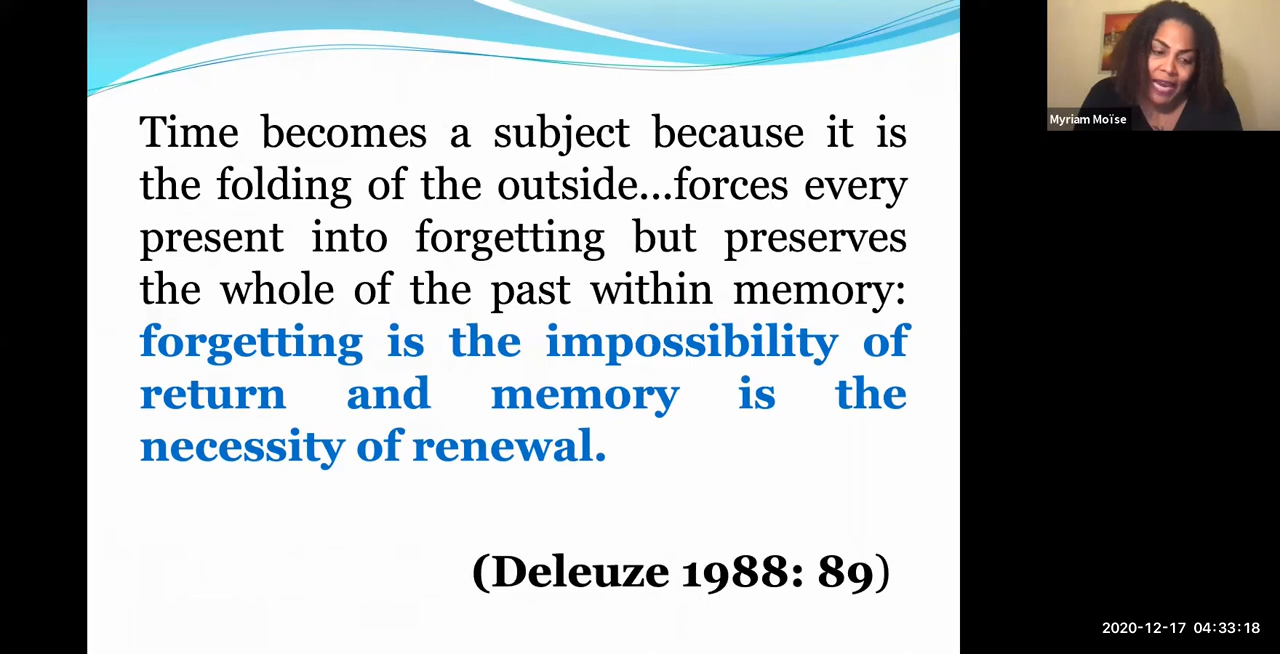 Time becomes a subject because it is
the folding of the outside...forces every
present into forgetting but preserves
the whole of the past within memory:
forgetting is the impossibility of
return and memory is the
necessity of renewal.
(Deleuze 1988: 89)
Myriam Moïse
2020-12-17 04:33:18